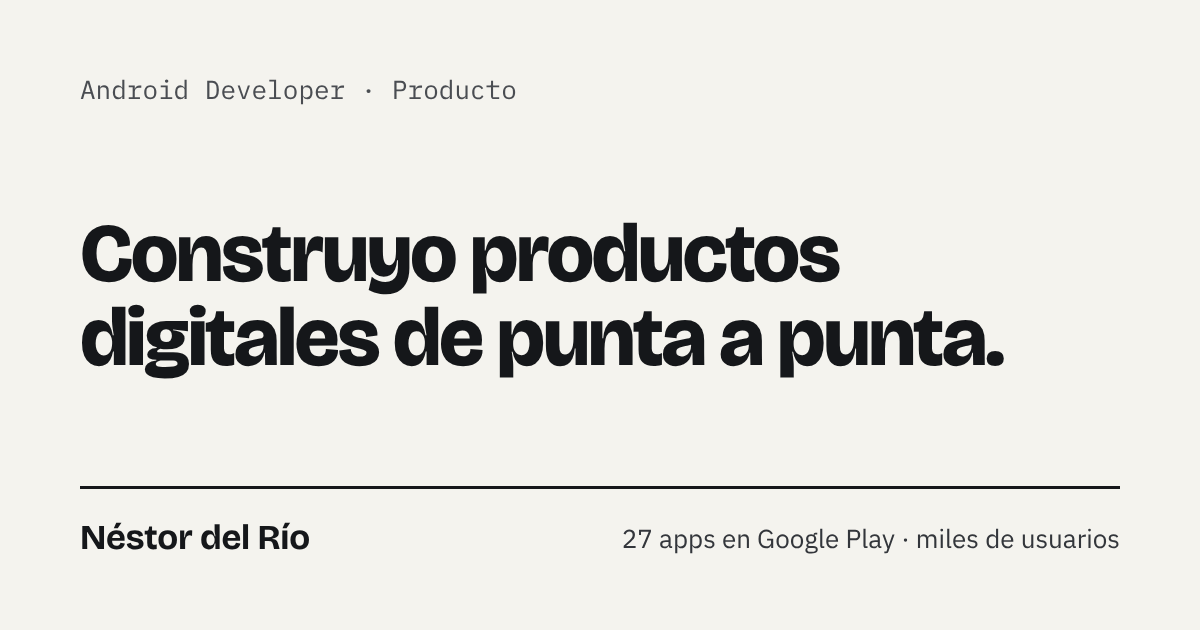 Android Developer · Producto
Construyo productos
digitales de punta a punta.
Néstor del Río
27 apps en Google Play · miles de usuarios